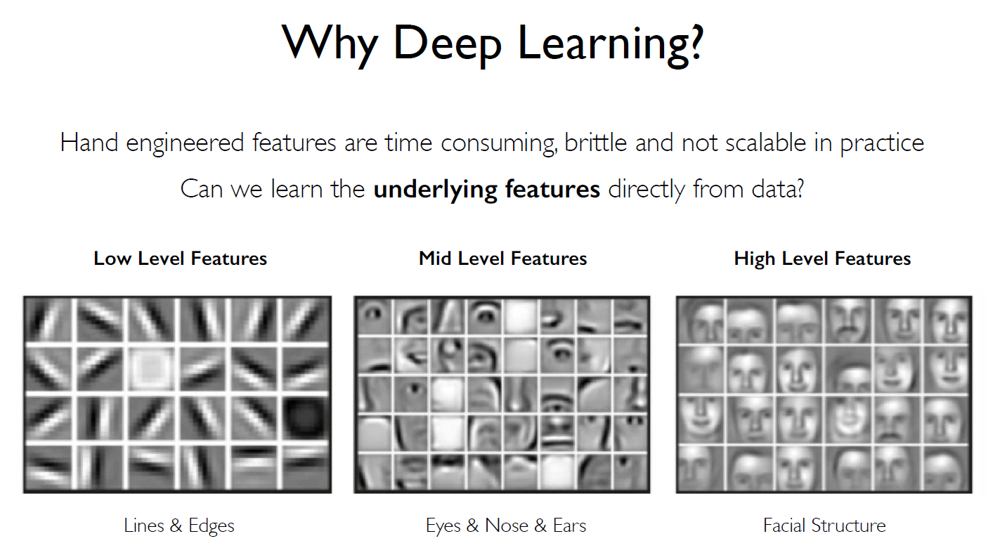 Why Deep Learning?
Hand engineered features are time consuming, brittle and not scalable in practice
Can we learn the underlying features directly from data?
Low Level Features
Mid Level Features
High Level Features
Lines & Edges
Eyes & Nose & Ears
Facial Structure